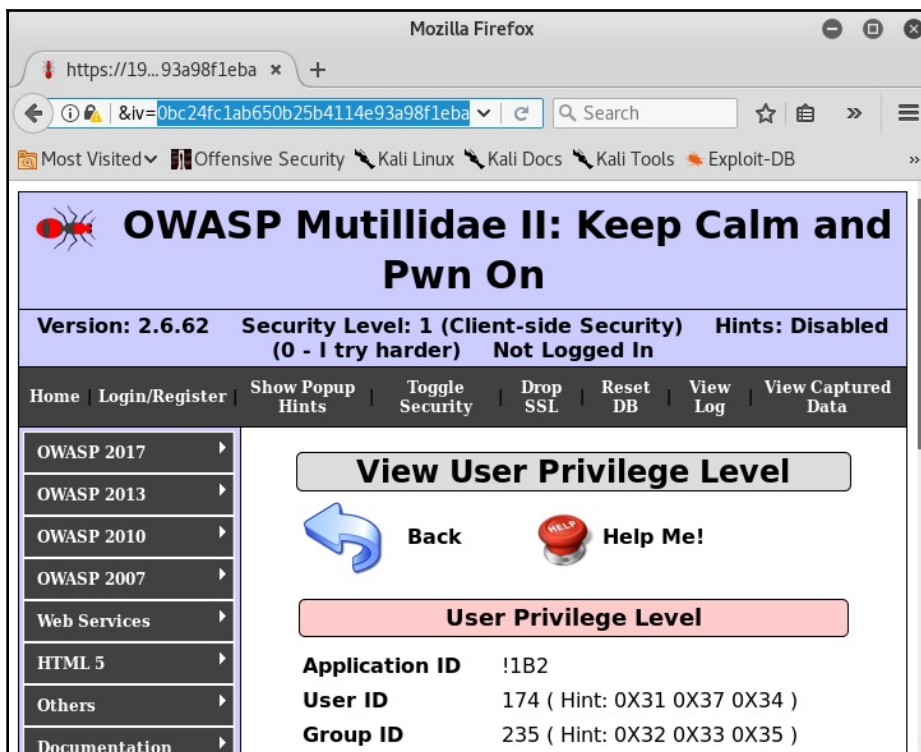 Mozilla Firefox
https://19...93a98f1eba × +
&iv=0bc24fc1ab650b25b4114e93a98f1eba Search
Most Visited Offensive Security Kali Linux Kali Docs Kali Tools Exploit-DB »
OWASP Mutillidae II: Keep Calm and
Pwn On
Version: 2.6.62 Security Level: 1 (Client-side Security) Hints: Disabled
(0 - I try harder) Not Logged In
Home | Login/Register | Show Popup Hints | Toggle Security | Drop SSL | Reset DB | View Log | View Captured Data
OWASP 2017
OWASP 2013
OWASP 2010
OWASP 2007
Web Services
HTML 5
Others
Documentation
View User Privilege Level
Back HELP Help Me!
User Privilege Level
Application ID !1B2
User ID 174 ( Hint: 0X31 0X37 0X34 )
Group ID 235 ( Hint: 0X32 0X33 0X35 )